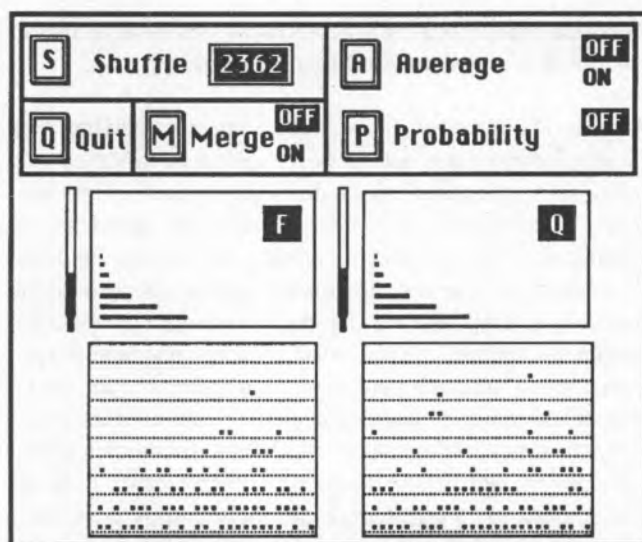 S Shuffle 2362
A Average OFF
ON
Q Quit M Merge OFF
ON
P Probability OFF
F
Q